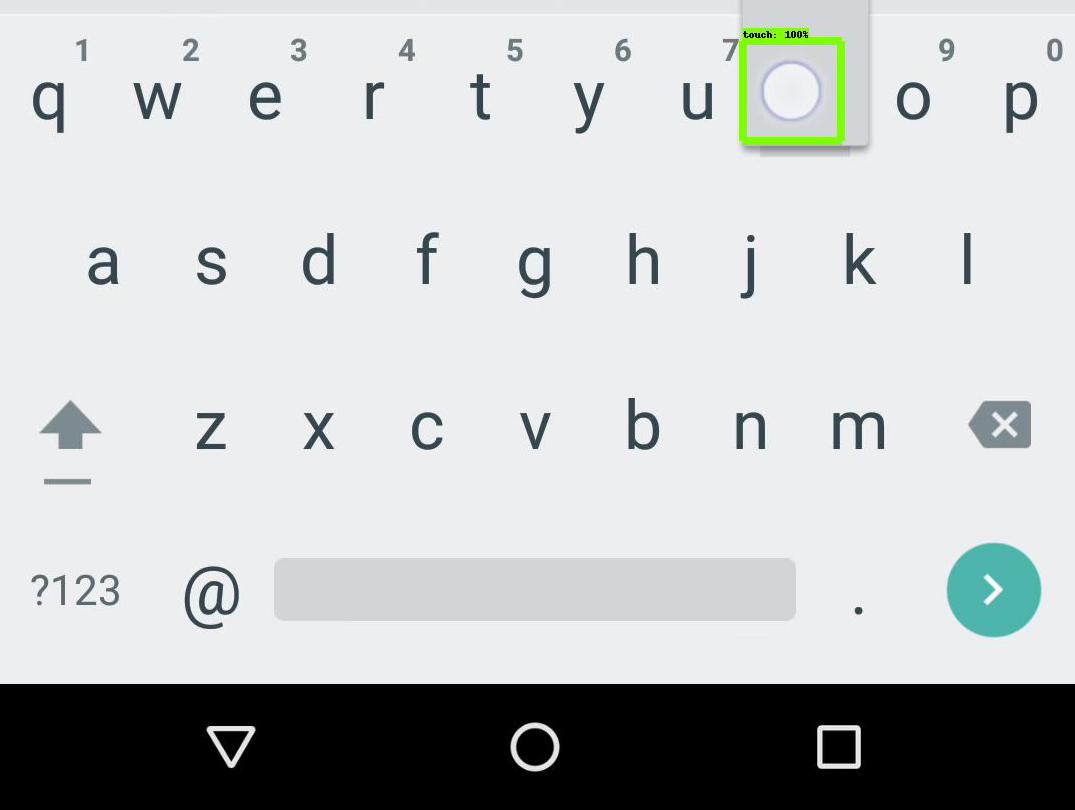 touch: 100%
1 2 3 4 5 6 7 9 0
q w e r t y u o p
a s d f g h j k l
z x c v b n m
?123 @ .